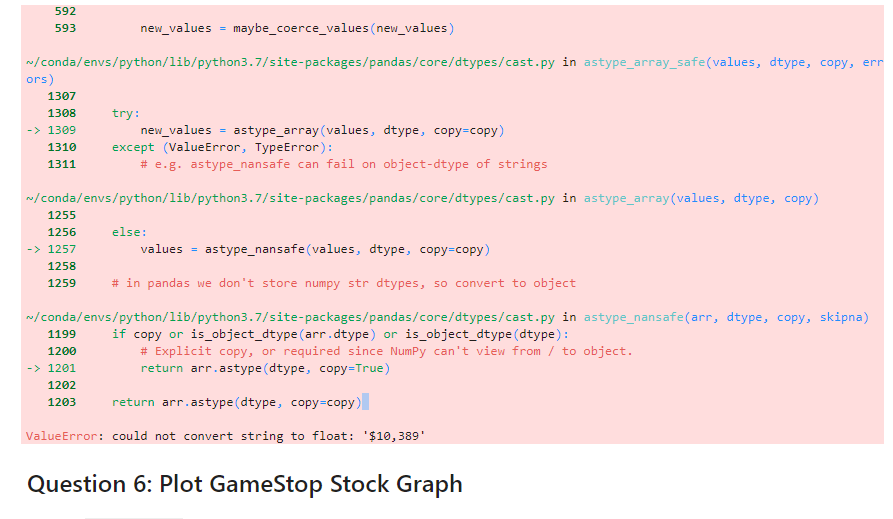 592
593 new_values = maybe_coerce_values(new_values)
~/conda/envs/python/lib/python3.7/site-packages/pandas/core/dtypes/cast.py in astype_array_safe(values, dtype, copy, err
ors)
1307
1308 try:
-> 1309 new_values = astype_array(values, dtype, copy=copy)
1310 except (ValueError, TypeError):
1311 # e.g. astype_nansafe can fail on object-dtype of strings
~/conda/envs/python/lib/python3.7/site-packages/pandas/core/dtypes/cast.py in astype_array(values, dtype, copy)
1255
1256 else:
-> 1257 values = astype_nansafe(values, dtype, copy=copy)
1258
1259 # in pandas we don't store numpy str dtypes, so convert to object
~/conda/envs/python/lib/python3.7/site-packages/pandas/core/dtypes/cast.py in astype_nansafe(arr, dtype, copy, skipna)
1199 if copy or is_object_dtype(arr.dtype) or is_object_dtype(dtype):
1200 # Explicit copy, or required since NumPy can't view from / to object.
-> 1201 return arr.astype(dtype, copy=True)
1202
1203 return arr.astype(dtype, copy=copy)
ValueError: could not convert string to float: '$10,389'
Question 6: Plot GameStop Stock Graph